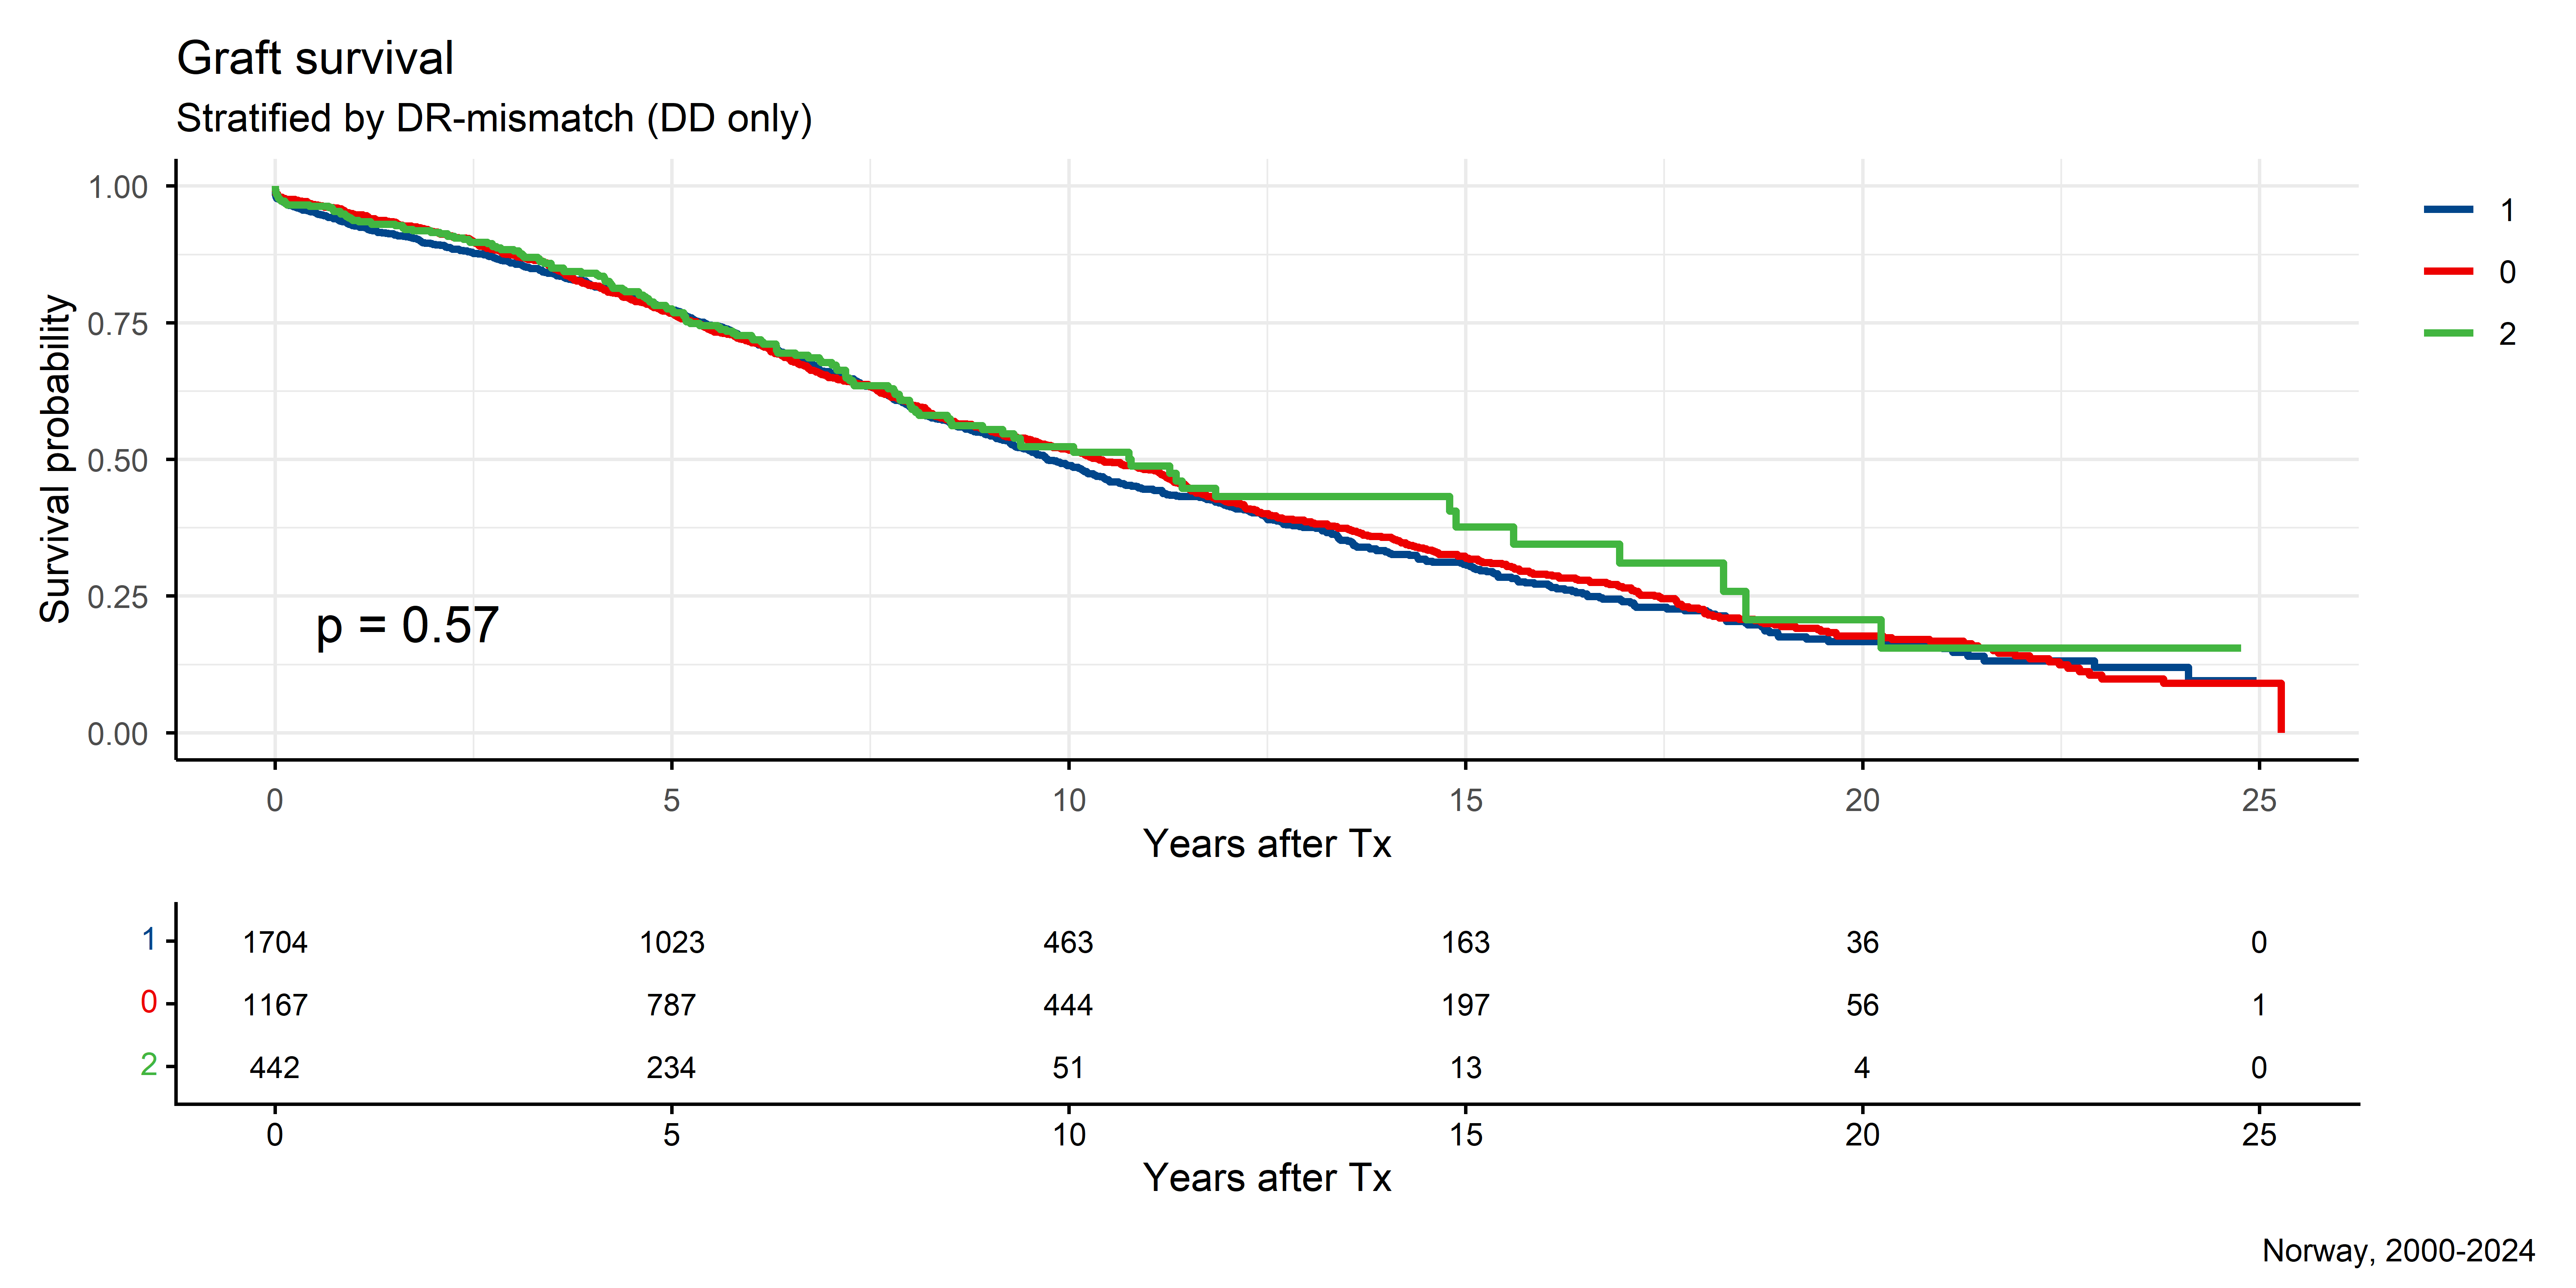 Graft survival
Stratified by DR-mismatch (DD only)
1.00
0.75
0.50
0.25
0.00
Survival probability
p = 0.57
1
0
2
0 5 10 15 20 25
Years after Tx
1 1704 1023 463 163 36 0
0 1167 787 444 197 56 1
2 442 234 51 13 4 0
0 5 10 15 20 25
Years after Tx
Norway, 2000-2024